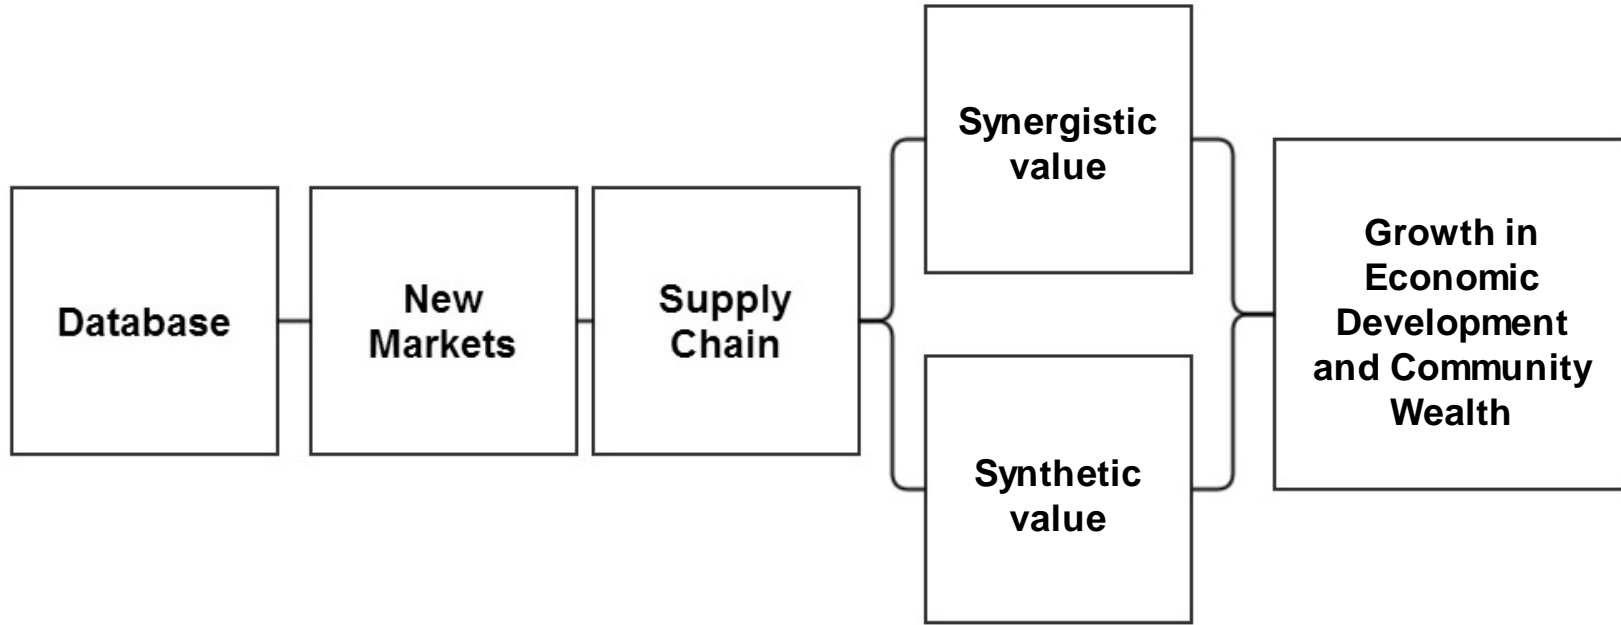 Database
New
Markets
Supply
Chain
Synergistic
value
Synthetic
value
Growth in
Economic
Development
and Community
Wealth